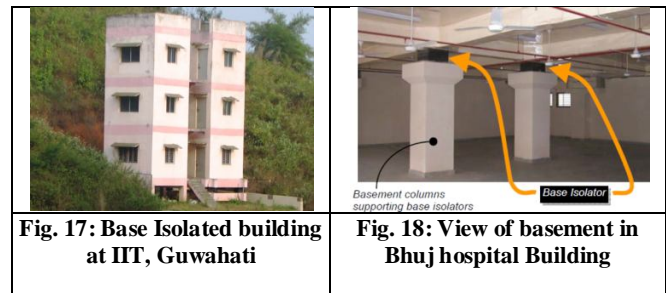 Basement columns
supporting base isolators
Base Isolator
Fig. 17: Base Isolated building
at IIT, Guwahati
Fig. 18: View of basement in
Bhuj hospital Building